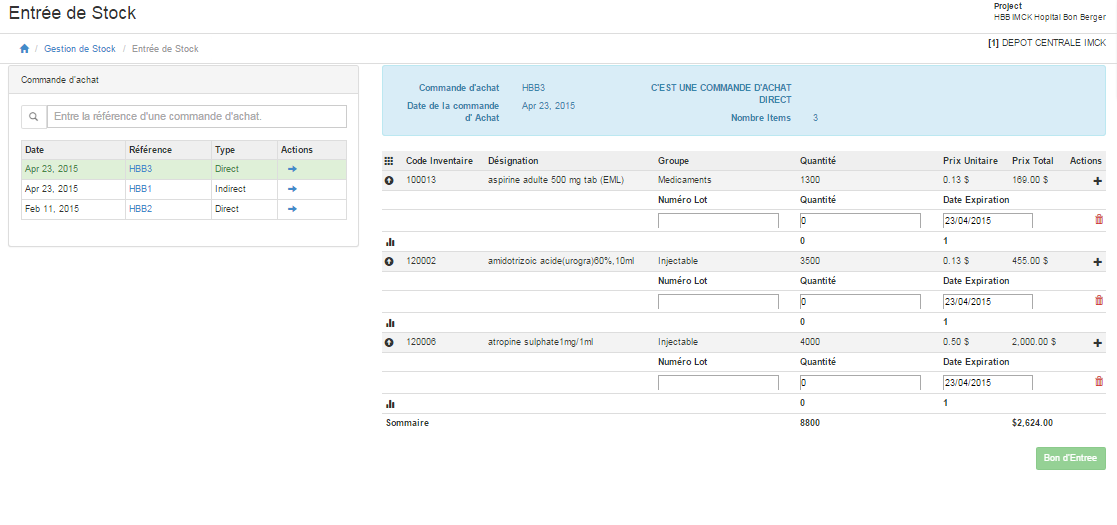 Entrée de Stock
Project
HBB IMCK Hopital Bon Berger
/ Gestion de Stock / Entrée de Stock
[1] DEPOT CENTRALE IMCK
Commande d'achat
Entre la référence d'une commande d'achat.
Date Référence Type Actions
Apr 23, 2015 HBB3 Direct
Apr 23, 2015 HBB1 Indirect
Feb 11, 2015 HBB2 Direct
Commande d'achat HBB3 C'EST UNE COMMANDE D'ACHAT
DIRECT
Date de la commande Apr 23, 2015
d' Achat Nombre Items 3
Code Inventaire Désignation Groupe Quantité Prix Unitaire Prix Total Actions
100013 aspirine adulte 500 mg tab (EML) Medicaments 1300 0.13 $ 169.00 $
Numéro Lot Quantité Date Expiration
0 23/04/2015
0 1
120002 amidotrizoic acide(urogra)60%,10ml Injectable 3500 0.13 $ 455.00 $
Numéro Lot Quantité Date Expiration
0 23/04/2015
0 1
120006 atropine sulphate1mg/1ml Injectable 4000 0.50 $ 2,000.00 $
Numéro Lot Quantité Date Expiration
0 23/04/2015
0 1
Sommaire 8800 $2,624.00
Bon d'Entree